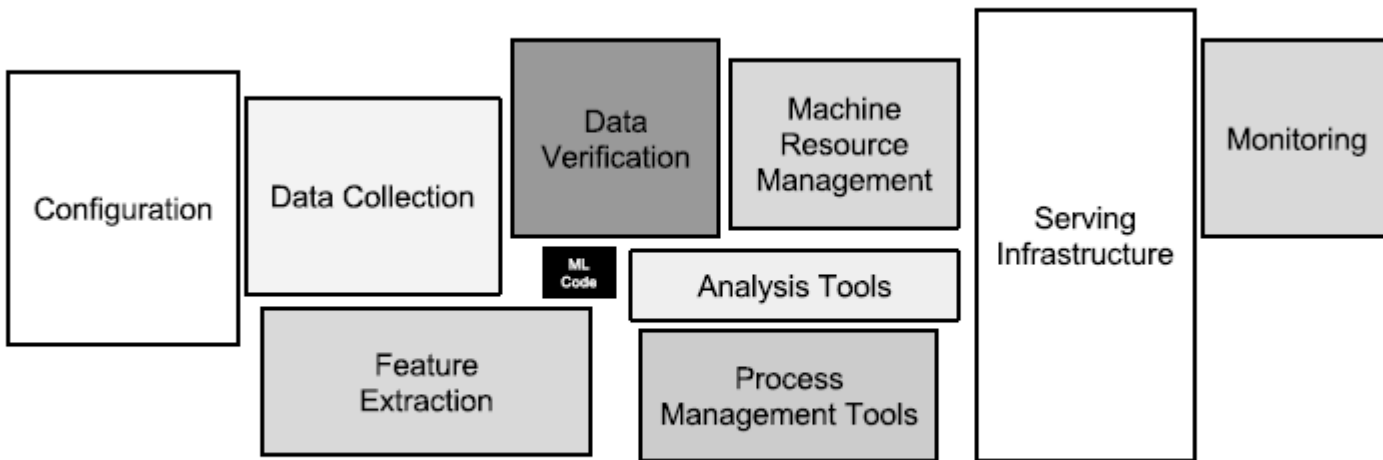 Configuration
Data Collection
Feature
Extraction
Data
Verification
ML
Code
Machine
Resource
Management
Analysis Tools
Process
Management Tools
Serving
Infrastructure
Monitoring